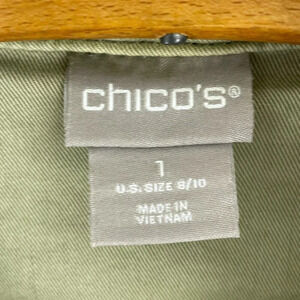 chico's®
1
U.S. SIZE 8/10
MADE IN
VIETNAM